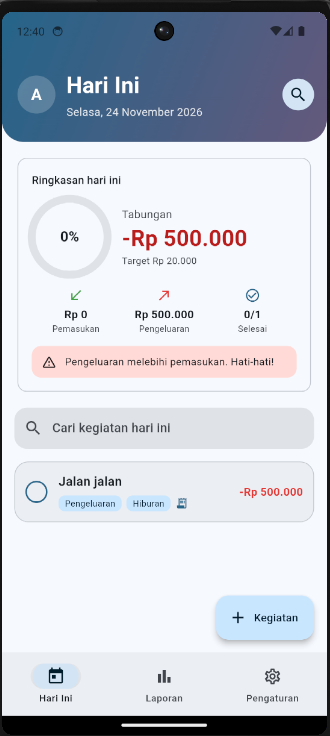 12:40
A
Hari Ini
Selasa, 24 November 2026
Ringkasan hari ini
0%
Tabungan
-Rp 500.000
Target Rp 20.000
Rp 0
Pemasukan
Rp 500.000
Pengeluaran
0/1
Selesai
Pengeluaran melebihi pemasukan. Hati-hati!
Cari kegiatan hari ini
Jalan jalan
Pengeluaran
Hiburan
-Rp 500.000
+ Kegiatan
Hari Ini
Laporan
Pengaturan